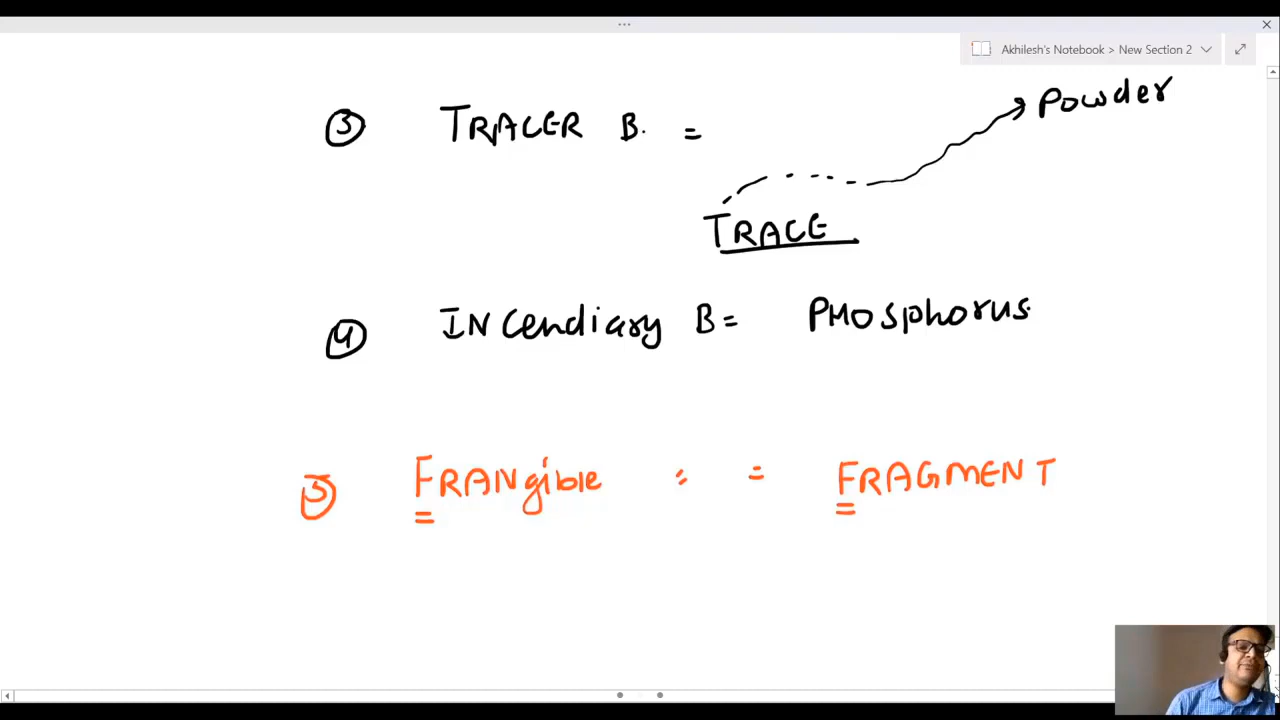 Akhilesh's Notebook > New Section 2
Powder
3 TRACER B. =
TRACE
4 INCendiary B = PHOsphorus
5 FRANgible : = FRAGMENT